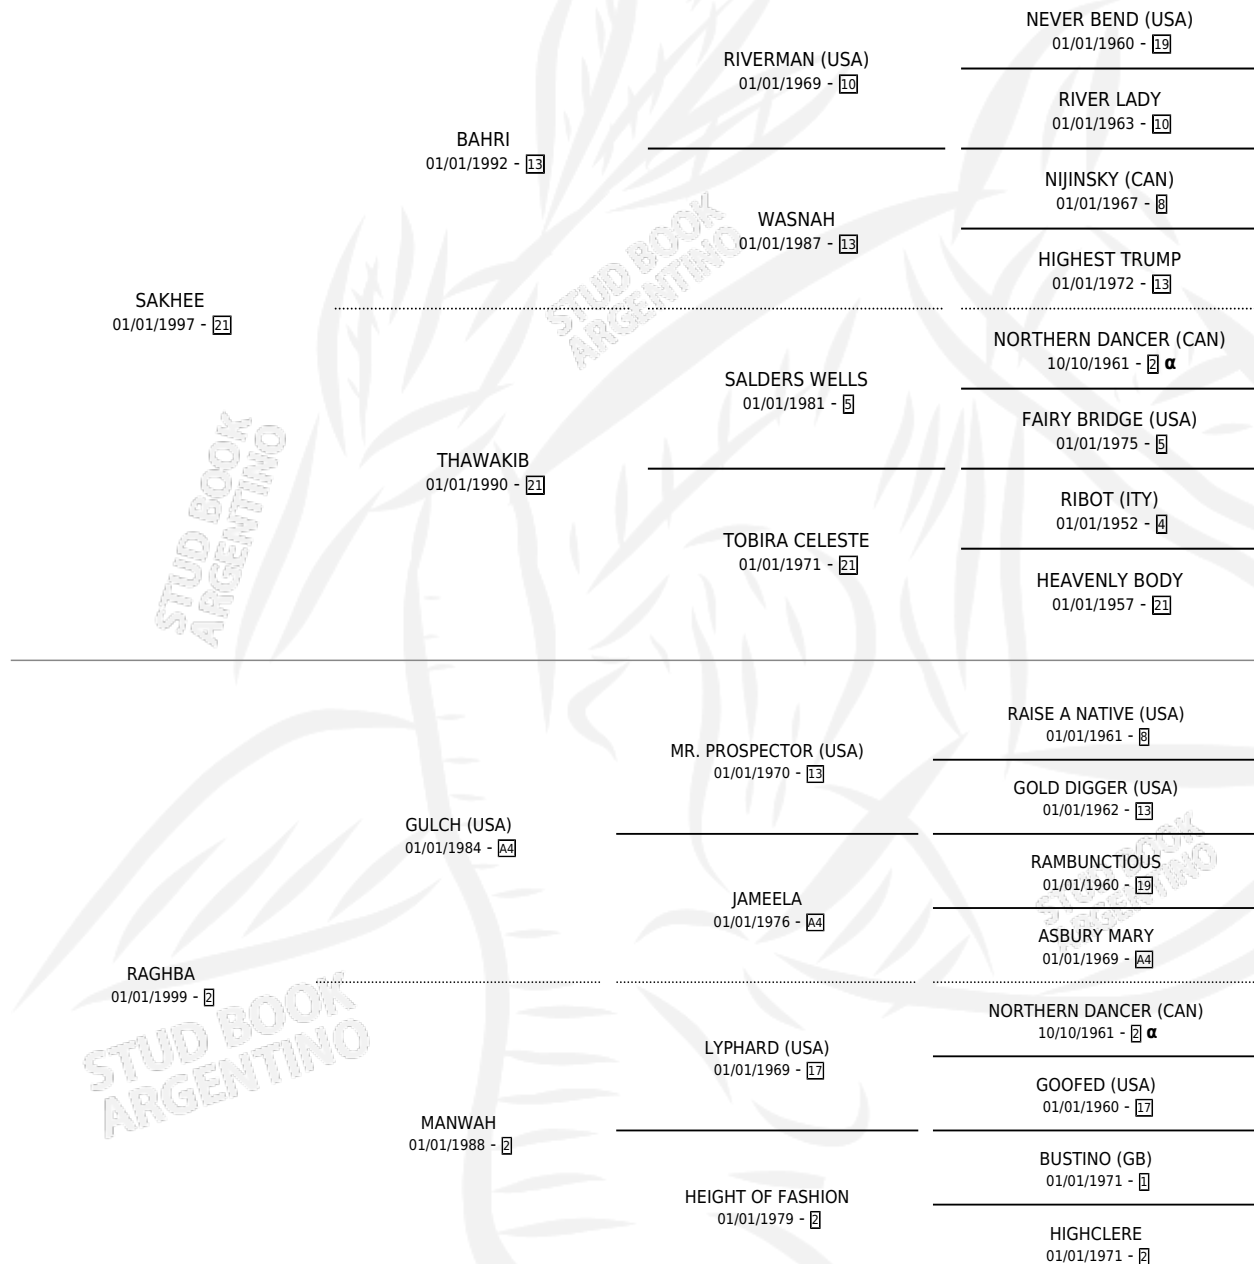 SAKHEE
01/01/1997 - 21
BAHRI
01/01/1992 - 13
RIVERMAN (USA)
01/01/1969 - 10
NEVER BEND (USA)
01/01/1960 - 19
RIVER LADY
01/01/1963 - 10
WASNAH
01/01/1987 - 13
NIJINSKY (CAN)
01/01/1967 - 8
HIGHEST TRUMP
01/01/1972 - 13
THAWAKIB
01/01/1990 - 21
SALDERS WELLS
01/01/1981 - 5
NORTHERN DANCER (CAN)
10/10/1961 - 2 α
FAIRY BRIDGE (USA)
01/01/1975 - 5
TOBIRA CELESTE
01/01/1971 - 21
RIBOT (ITY)
01/01/1952 - 4
HEAVENLY BODY
01/01/1957 - 21
RAGHBA
01/01/1999 - 2
GULCH (USA)
01/01/1984 - A4
MR. PROSPECTOR (USA)
01/01/1970 - 13
RAISE A NATIVE (USA)
01/01/1961 - 8
GOLD DIGGER (USA)
01/01/1962 - 13
JAMEELA
01/01/1976 - A4
RAMBUNCTIOUS
01/01/1960 - 19
ASBURY MARY
01/01/1969 - A4
MANWAH
01/01/1988 - 2
LYPHARD (USA)
01/01/1969 - 17
NORTHERN DANCER (CAN)
10/10/1961 - 2 α
GOOFED (USA)
01/01/1960 - 17
HEIGHT OF FASHION
01/01/1979 - 2
BUSTINO (GB)
01/01/1971 - 1
HIGHCLERE
01/01/1971 - 2
STUD BOOK
ARGENTINO
STUD BOOK
ARGENTINO
STUD BOOK
ARGENTINO
STUD BOOK
ARGENTINO